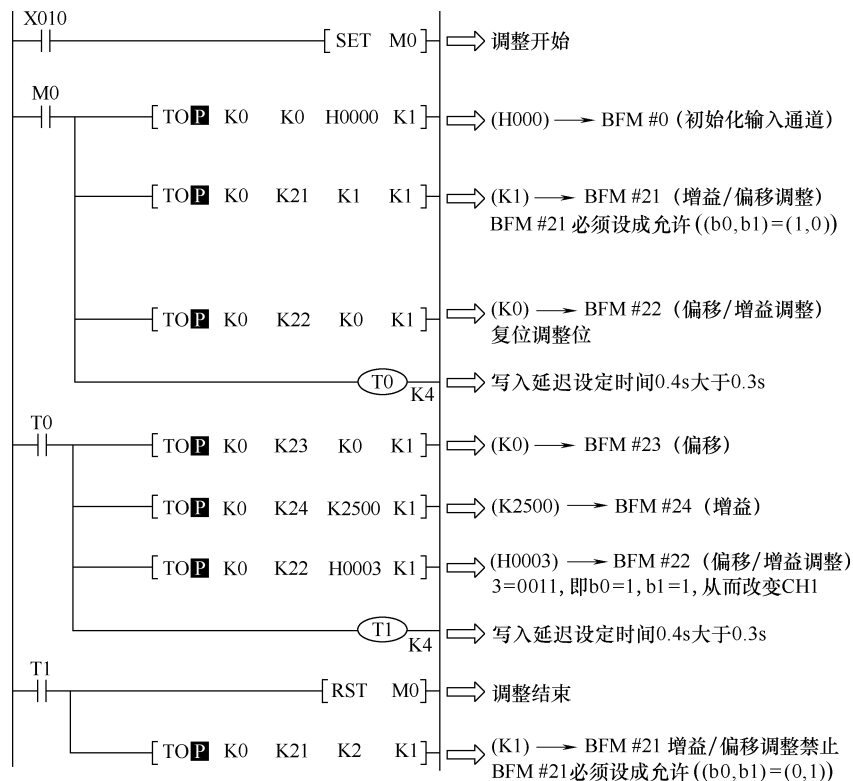 X010
SET M0 调整开始
M0
TOP K0 K0 H0000 K1 (H000) → BFM #0 (初始化输入通道)
TOP K0 K21 K1 K1 (K1) → BFM #21 (增益/偏移调整)
BFM #21 必须设成允许((b0,b1)=(1,0))
TOP K0 K22 K0 K1 (K0) → BFM #22 (偏移/增益调整)
复位调整位
T0 写入延迟设定时间0.4s大于0.3s
K4
T0
TOP K0 K23 K0 K1 (K0) → BFM #23 (偏移)
TOP K0 K24 K2500 K1 (K2500) → BFM #24 (增益)
TOP K0 K22 H0003 K1 (H0003) → BFM #22 (偏移/增益调整)
3=0011, 即b0=1, b1=1, 从而改变CH1
T1 写入延迟设定时间0.4s大于0.3s
K4
T1
RST M0 调整结束
TOP K0 K21 K2 K1 (K1) → BFM #21 增益/偏移调整禁止
BFM #21必须设成允许((b0,b1)=(0,1))